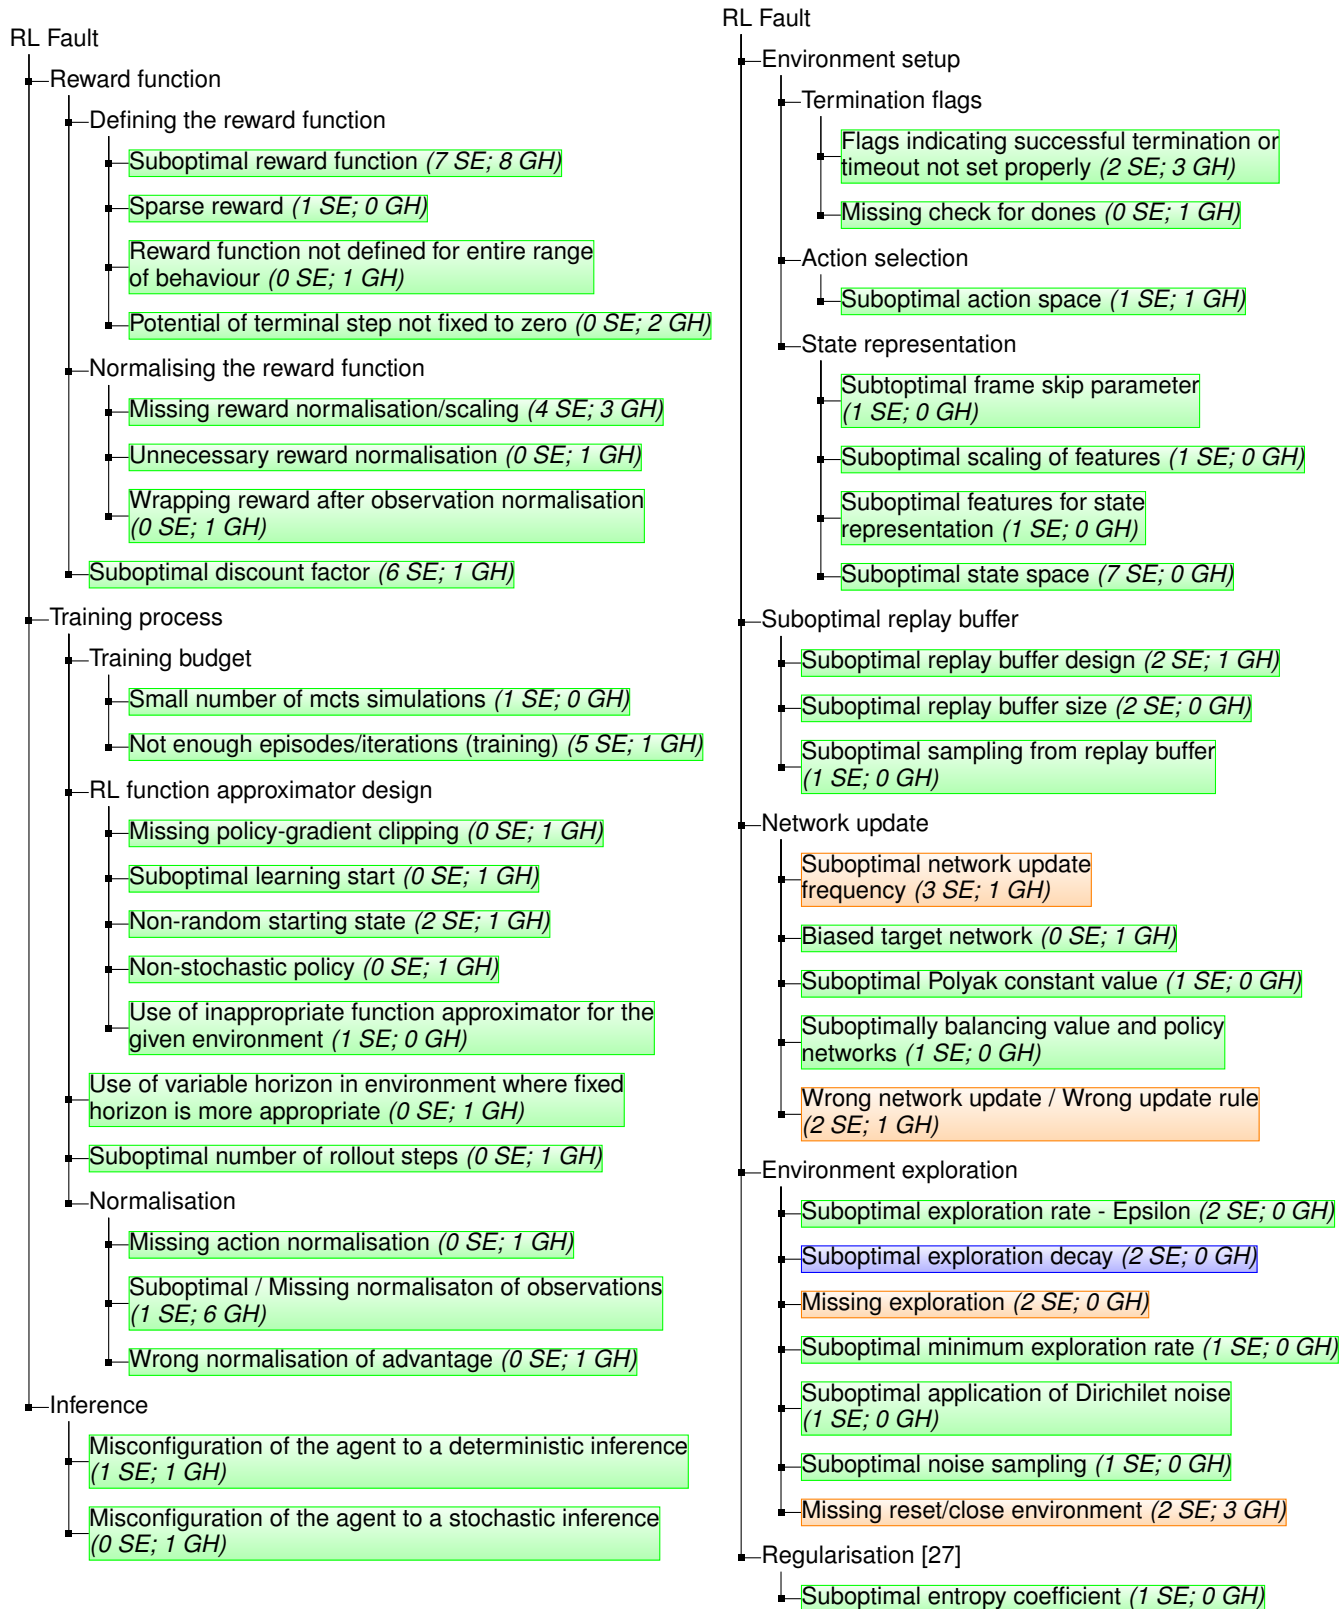 RL Fault
Reward function
Defining the reward function
Suboptimal reward function (7 SE; 8 GH)
Sparse reward (1 SE; 0 GH)
Reward function not defined for entire range
of behaviour (0 SE; 1 GH)
Potential of terminal step not fixed to zero (0 SE; 2 GH)
Normalising the reward function
Missing reward normalisation/scaling (4 SE; 3 GH)
Unnecessary reward normalisation (0 SE; 1 GH)
Wrapping reward after observation normalisation
(0 SE; 1 GH)
Suboptimal discount factor (6 SE; 1 GH)
Training process
Training budget
Small number of mcts simulations (1 SE; 0 GH)
Not enough episodes/iterations (training) (5 SE; 1 GH)
RL function approximator design
Missing policy-gradient clipping (0 SE; 1 GH)
Suboptimal learning start (0 SE; 1 GH)
Non-random starting state (2 SE; 1 GH)
Non-stochastic policy (0 SE; 1 GH)
Use of inappropriate function approximator for the
given environment (1 SE; 0 GH)
Use of variable horizon in environment where fixed
horizon is more appropriate (0 SE; 1 GH)
Suboptimal number of rollout steps (0 SE; 1 GH)
Normalisation
Missing action normalisation (0 SE; 1 GH)
Suboptimal / Missing normalisaton of observations
(1 SE; 6 GH)
Wrong normalisation of advantage (0 SE; 1 GH)
Inference
Misconfiguration of the agent to a deterministic inference
(1 SE; 1 GH)
Misconfiguration of the agent to a stochastic inference
(0 SE; 1 GH)
RL Fault
Environment setup
Termination flags
Flags indicating successful termination or
timeout not set properly (2 SE; 3 GH)
Missing check for dones (0 SE; 1 GH)
Action selection
Suboptimal action space (1 SE; 1 GH)
State representation
Subtoptimal frame skip parameter
(1 SE; 0 GH)
Suboptimal scaling of features (1 SE; 0 GH)
Suboptimal features for state
representation (1 SE; 0 GH)
Suboptimal state space (7 SE; 0 GH)
Suboptimal replay buffer
Suboptimal replay buffer design (2 SE; 1 GH)
Suboptimal replay buffer size (2 SE; 0 GH)
Suboptimal sampling from replay buffer
(1 SE; 0 GH)
Network update
Suboptimal network update
frequency (3 SE; 1 GH)
Biased target network (0 SE; 1 GH)
Suboptimal Polyak constant value (1 SE; 0 GH)
Suboptimally balancing value and policy
networks (1 SE; 0 GH)
Wrong network update / Wrong update rule
(2 SE; 1 GH)
Environment exploration
Suboptimal exploration rate - Epsilon (2 SE; 0 GH)
Suboptimal exploration decay (2 SE; 0 GH)
Missing exploration (2 SE; 0 GH)
Suboptimal minimum exploration rate (1 SE; 0 GH)
Suboptimal application of Dirichilet noise
(1 SE; 0 GH)
Suboptimal noise sampling (1 SE; 0 GH)
Missing reset/close environment (2 SE; 3 GH)
Regularisation [27]
Suboptimal entropy coefficient (1 SE; 0 GH)